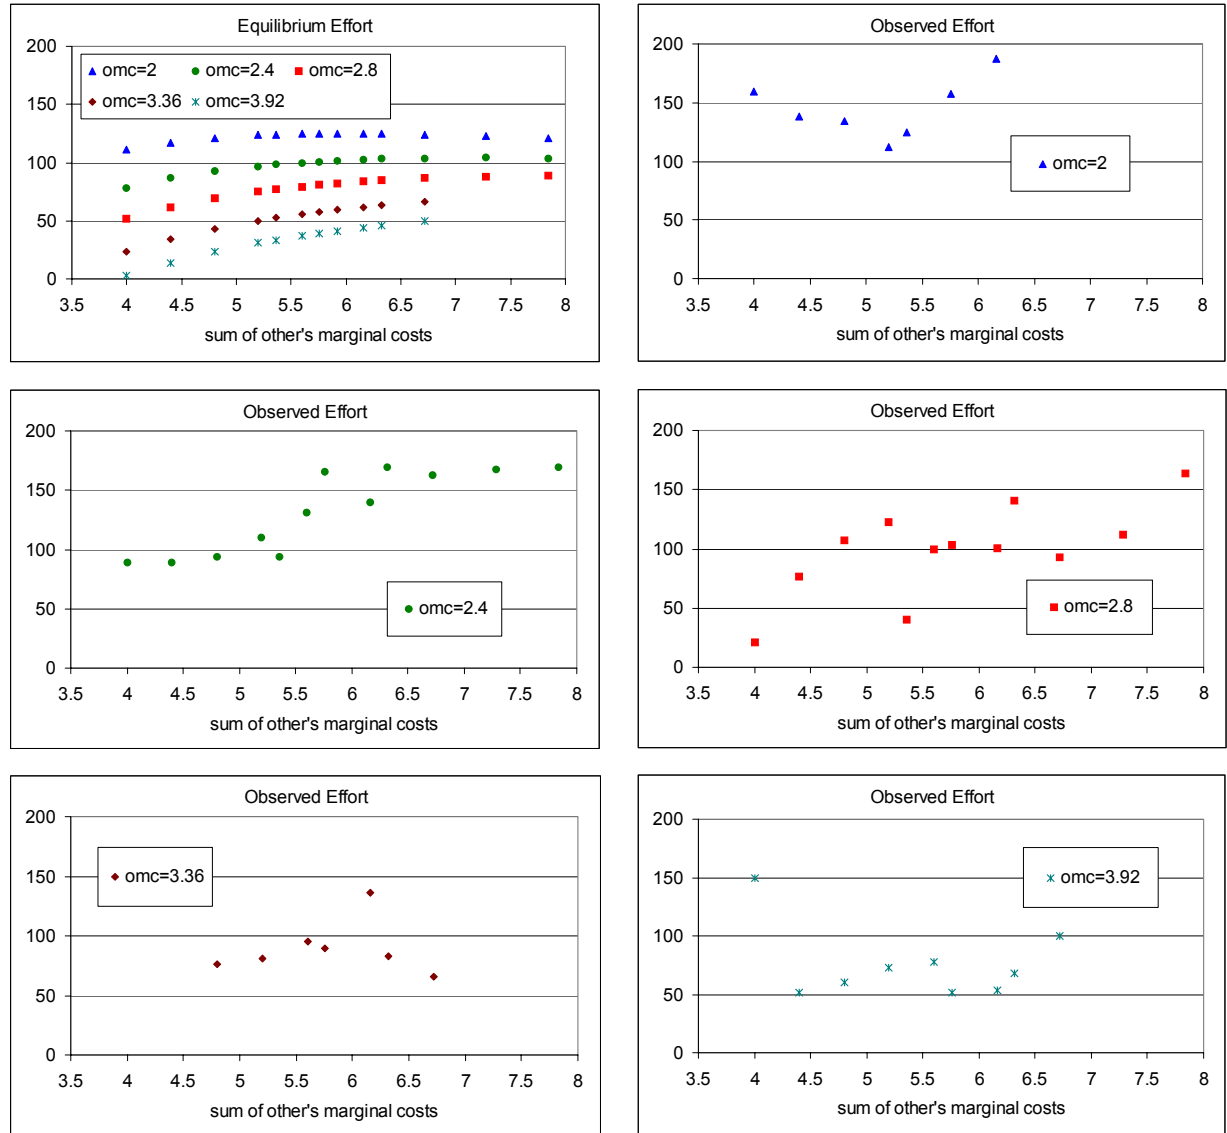 Equilibrium Effort
200
150
100
50
0
omc=2 omc=2.4 omc=2.8
omc=3.36 omc=3.92
3.5 4 4.5 5 5.5 6 6.5 7 7.5 8
sum of other's marginal costs
Observed Effort
200
150
100
50
0
omc=2
3.5 4 4.5 5 5.5 6 6.5 7 7.5 8
sum of other's marginal costs
Observed Effort
200
150
100
50
0
omc=2.4
3.5 4 4.5 5 5.5 6 6.5 7 7.5 8
sum of other's marginal costs
Observed Effort
200
150
100
50
0
omc=2.8
3.5 4 4.5 5 5.5 6 6.5 7 7.5 8
sum of other's marginal costs
Observed Effort
200
150
100
50
0
omc=3.36
3.5 4 4.5 5 5.5 6 6.5 7 7.5 8
sum of other's marginal costs
Observed Effort
200
150
100
50
0
omc=3.92
3.5 4 4.5 5 5.5 6 6.5 7 7.5 8
sum of other's marginal costs